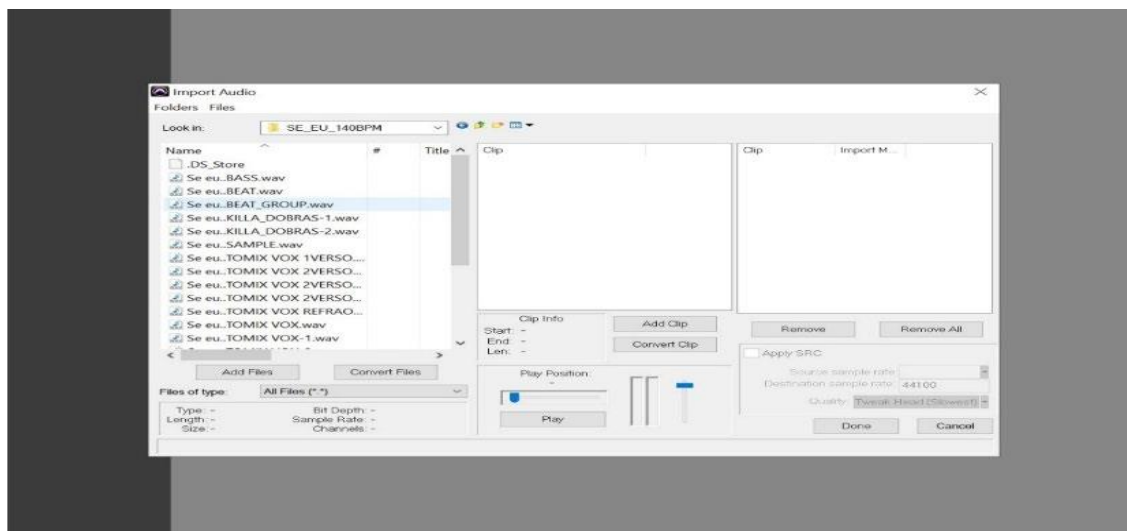 Import Audio
Folders Files
Look in: SE_EU_140BPM
Name # Title Clip Clip Import M...
.DS_Store
Se eu..BASS.wav
Se eu..BEAT.wav
Se eu..BEAT_GROUP.wav
Se eu..KILLA_DOBRAS-1.wav
Se eu..KILLA_DOBRAS-2.wav
Se eu..SAMPLE.wav
Se eu..TOMIX VOX 1VERSO....
Se eu..TOMIX VOX 2VERSO...
Se eu..TOMIX VOX 2VERSO...
Se eu..TOMIX VOX 2VERSO...
Se eu..TOMIX VOX REFRAO...
Se eu..TOMIX VOX.wav
Se eu..TOMIX VOX-1.wav
Add Files Convert Files
Files of type: All Files (*.*)
Type: - Bit Depth: -
Length: - Sample Rate: -
Size: - Channels: -
Clip Info
Start: -
End: -
Len: -
Add Clip
Convert Clip
Play Position:
-
Play
Remove Remove All
Apply SRC
Source sample rate:
Destination sample rate: 44100
Quality: Tweak Head (Slowest)
Done Cancel